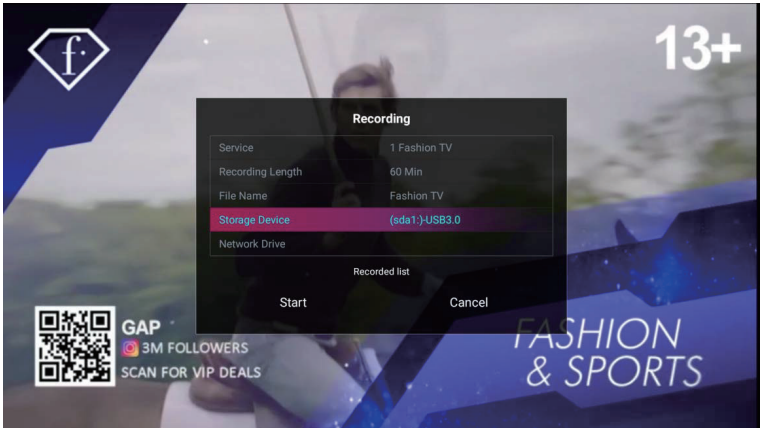 f.
13+
Recording
Service 1 Fashion TV
Recording Length 60 Min
File Name Fashion TV
Storage Device (sda1:)-USB3.0
Network Drive
Recorded list
Start Cancel
GAP
3M FOLLOWERS
SCAN FOR VIP DEALS
FASHION
& SPORTS